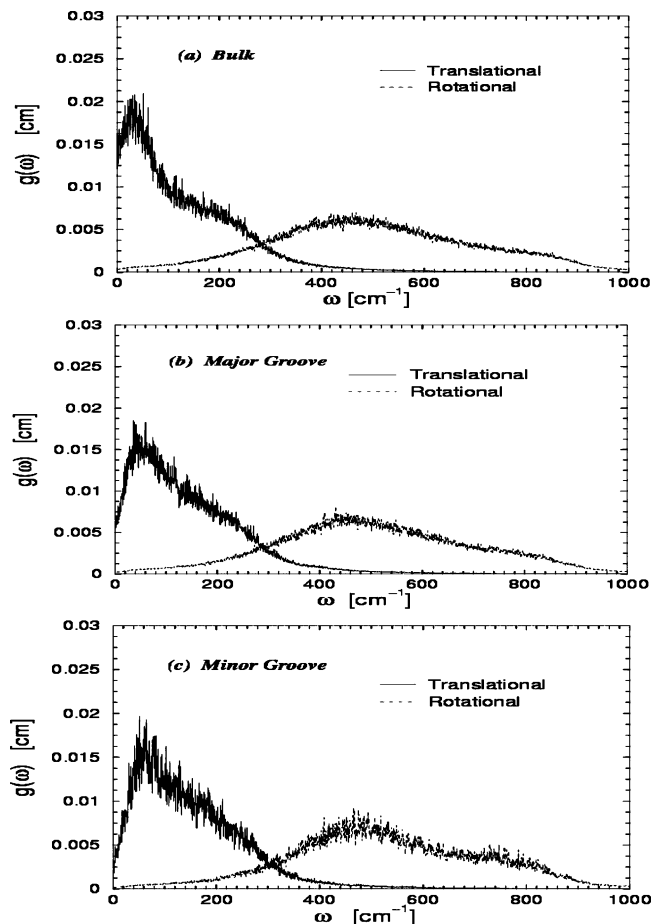 0.03
(a) Bulk
Translational
Rotational
0.025
0.02
0.015
0.01
0.005
0
g(ω) [cm]
0 200 400 600 800 1000
ω [cm⁻¹]
0.03
(b) Major Groove
Translational
Rotational
0.025
0.02
0.015
0.01
0.005
0
g(ω) [cm]
0 200 400 600 800 1000
ω [cm⁻¹]
0.03
(c) Minor Groove
Translational
Rotational
0.025
0.02
0.015
0.01
0.005
0
g(ω) [cm]
0 200 400 600 800 1000
ω [cm⁻¹]